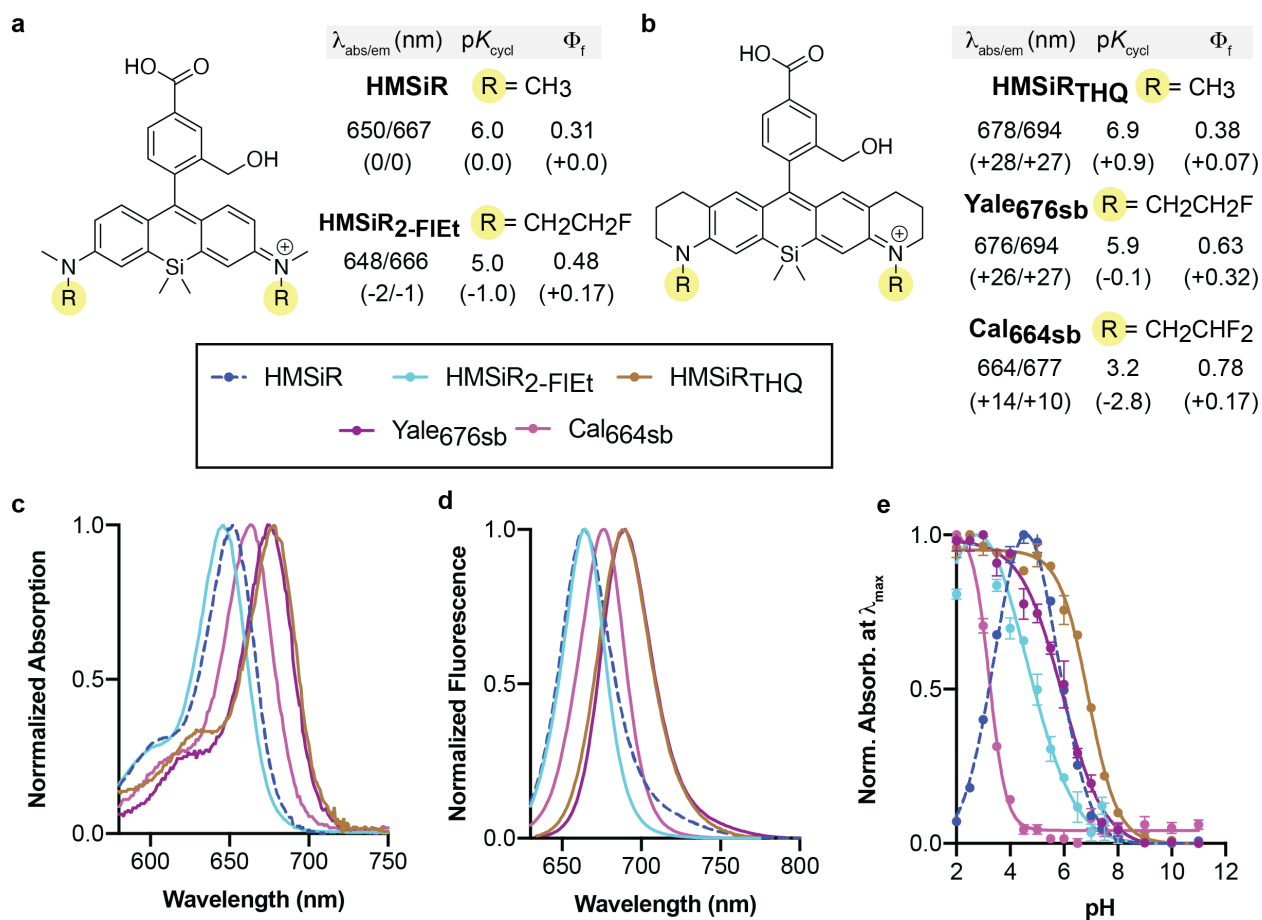 a
λabs/em (nm) pKcycl Φf
HMSiR R = CH3
650/667 6.0 0.31
(0/0) (0.0) (+0.0)
HMSiR2-FlEt R = CH2CH2F
648/666 5.0 0.48
(-2/-1) (-1.0) (+0.17)
HO O
OH
N Si N +
R R
b
λabs/em (nm) pKcycl Φf
HMSiRTHQ R = CH3
678/694 6.9 0.38
(+28/+27) (+0.9) (+0.07)
Yale676sb R = CH2CH2F
676/694 5.9 0.63
(+26/+27) (-0.1) (+0.32)
Cal664sb R = CH2CHF2
664/677 3.2 0.78
(+14/+10) (-2.8) (+0.17)
HO O
OH
N Si N +
R R
HMSiR HMSiR2-FlEt HMSiRTHQ
Yale676sb Cal664sb
c
Norrmalized Absorption
1.0
0.5
0.0
600 650 700 750
Wavelength (nm)
d
Normalized Fluorescence
1.0
0.5
0.0
650 700 750 800
Wavelength (nm)
e
Norm. Absorb. at λmax
1.0
0.5
0.0
2 4 6 8 10 12
pH